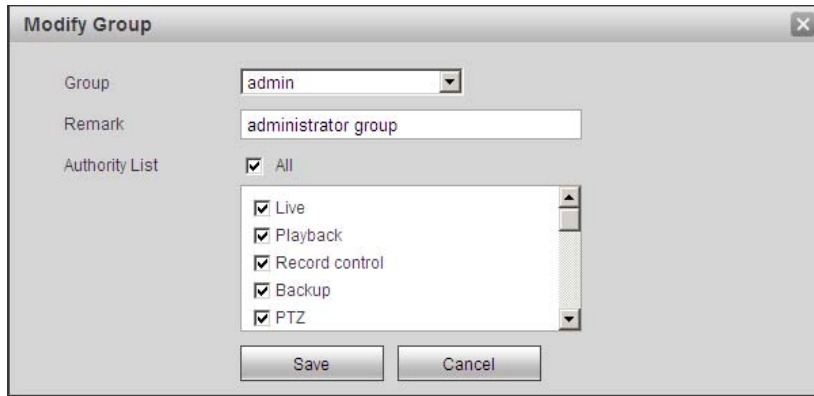 Modify Group
Group admin
Remark administrator group
Authority List All
Live
Playback
Record control
Backup
PTZ
Save Cancel